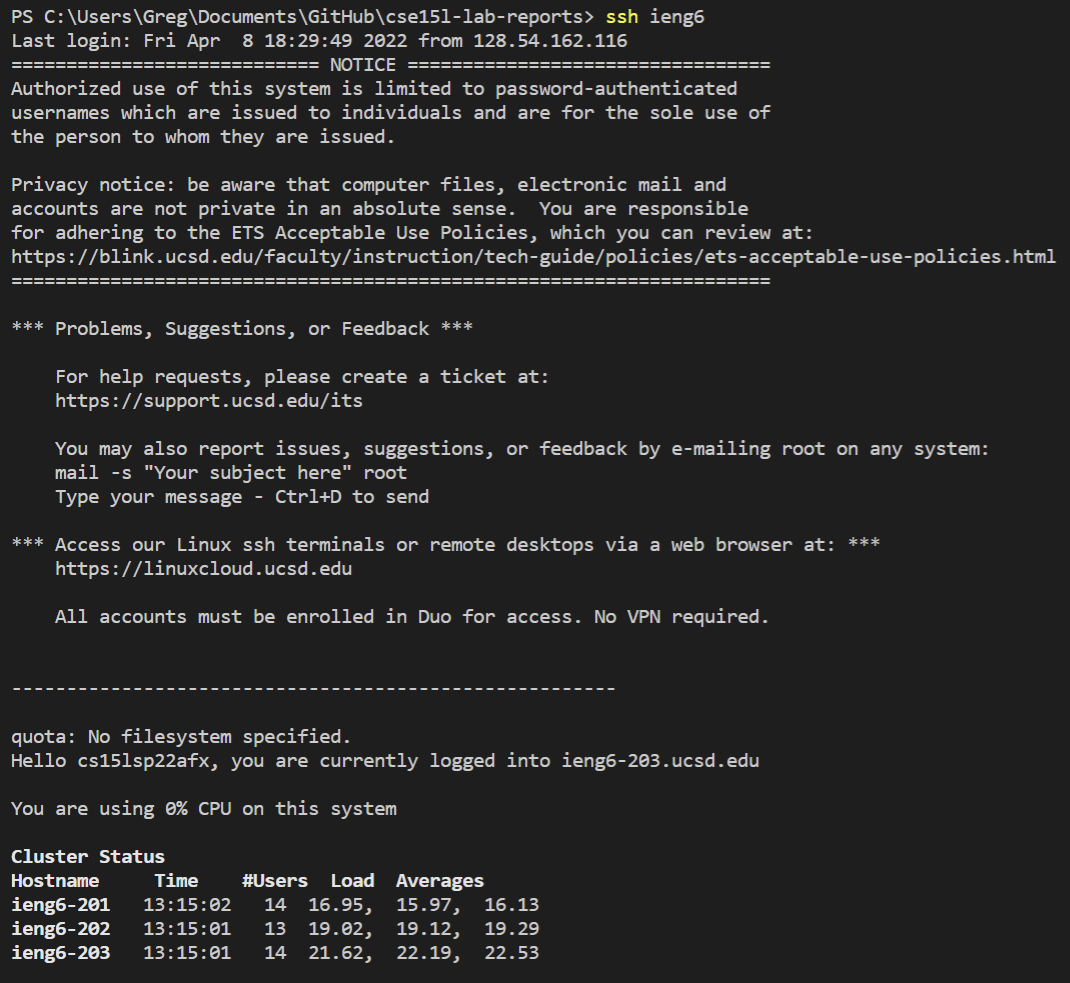 PS C:\Users\Greg\Documents\GitHub\cse15l-lab-reports> ssh ieng6
Last login: Fri Apr  8 18:29:49 2022 from 128.54.162.116
============================ NOTICE =================================
Authorized use of this system is limited to password-authenticated
usernames which are issued to individuals and are for the sole use of
the person to whom they are issued.

Privacy notice: be aware that computer files, electronic mail and
accounts are not private in an absolute sense.  You are responsible
for adhering to the ETS Acceptable Use Policies, which you can review at:
https://blink.ucsd.edu/faculty/instruction/tech-guide/policies/ets-acceptable-use-policies.html
=====================================================================

*** Problems, Suggestions, or Feedback ***

    For help requests, please create a ticket at:
    https://support.ucsd.edu/its

    You may also report issues, suggestions, or feedback by e-mailing root on any system:
    mail -s "Your subject here" root
    Type your message - Ctrl+D to send

*** Access our Linux ssh terminals or remote desktops via a web browser at: ***
    https://linuxcloud.ucsd.edu

    All accounts must be enrolled in Duo for access. No VPN required.


-------------------------------------------------------

quota: No filesystem specified.
Hello cs15lsp22afx, you are currently logged into ieng6-203.ucsd.edu

You are using 0% CPU on this system

Cluster Status
Hostname     Time    #Users  Load  Averages
ieng6-201   13:15:02   14  16.95,  15.97,  16.13
ieng6-202   13:15:01   13  19.02,  19.12,  19.29
ieng6-203   13:15:01   14  21.62,  22.19,  22.53